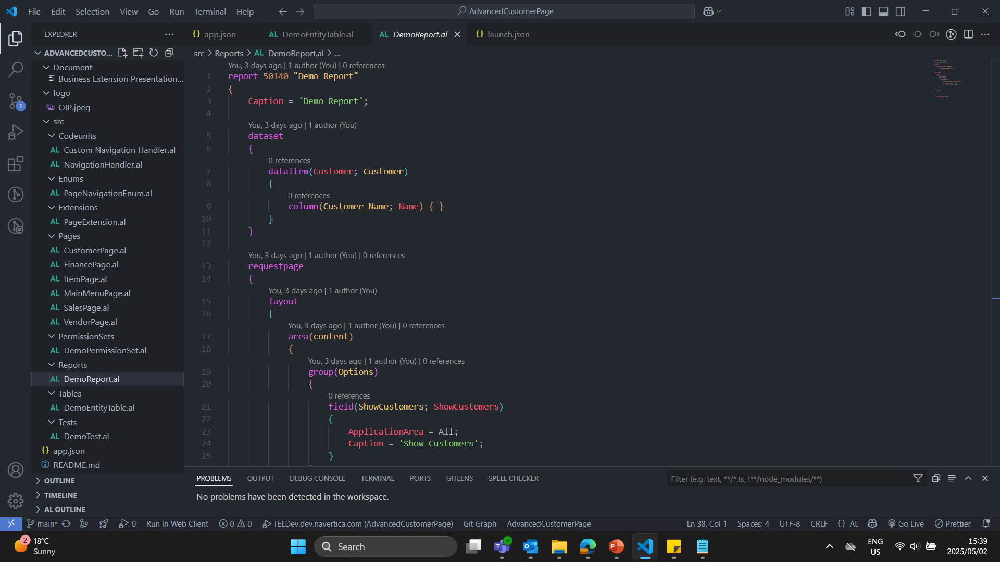 File Edit Selection View Go Run Terminal Help
AdvancedCustomerPage
EXPLORER
app.json
AL DemoEntityTable.al
AL DemoReport.al
launch.json
ADVANCEDCUSTO...
Document
Business Extension Presentation...
logo
OIP.jpeg
src
Codeunits
AL Custom Navigation Handler.al
AL NavigationHandler.al
Enums
AL PageNavigationEnum.al
Extensions
AL PageExtension.al
Pages
AL CustomerPage.al
AL FinancePage.al
AL ItemPage.al
AL MainMenuPage.al
AL SalesPage.al
AL VendorPage.al
PermissionSets
AL DemoPermissionSet.al
Reports
AL DemoReport.al
Tables
AL DemoEntityTable.al
Tests
AL DemoTest.al
{} app.json
README.md
OUTLINE
TIMELINE
AL OUTLINE
src > Reports > AL DemoReport.al > ...
You, 3 days ago | 1 author (You) | 0 references
1 report 50140 "Demo Report"
2 {
3 Caption = 'Demo Report';
4
You, 3 days ago | 1 author (You)
5 dataset
6 {
0 references
7 dataitem(Customer; Customer)
8 {
0 references
9 column(Customer_Name; Name) { }
10 }
11 }
12
You, 3 days ago | 1 author (You) | 0 references
13 requestpage
14 {
You, 3 days ago | 1 author (You)
15 layout
16 {
You, 3 days ago | 1 author (You) | 0 references
17 area(content)
18 {
You, 3 days ago | 1 author (You) | 0 references
19 group(Options)
20 {
0 references
21 field(ShowCustomers; ShowCustomers)
22 {
23 ApplicationArea = All;
24 Caption = 'Show Customers';
25 }
PROBLEMS OUTPUT DEBUG CONSOLE TERMINAL PORTS GITLENS SPELL CHECKER
Filter (e.g. text, **/*.ts, !**/node_modules/**)
No problems have been detected in the workspace.
main* 0 Run In Web Client 0 0 TELDev.dev.navertica.com (AdvancedCustomerPage) Git Graph AdvancedCustomerPage
Ln 38, Col 1 Spaces: 4 UTF-8 CRLF {} AL Go Live Prettier
1
2
18°C
Sunny
Search
ENG
US
15:39
2025/05/02